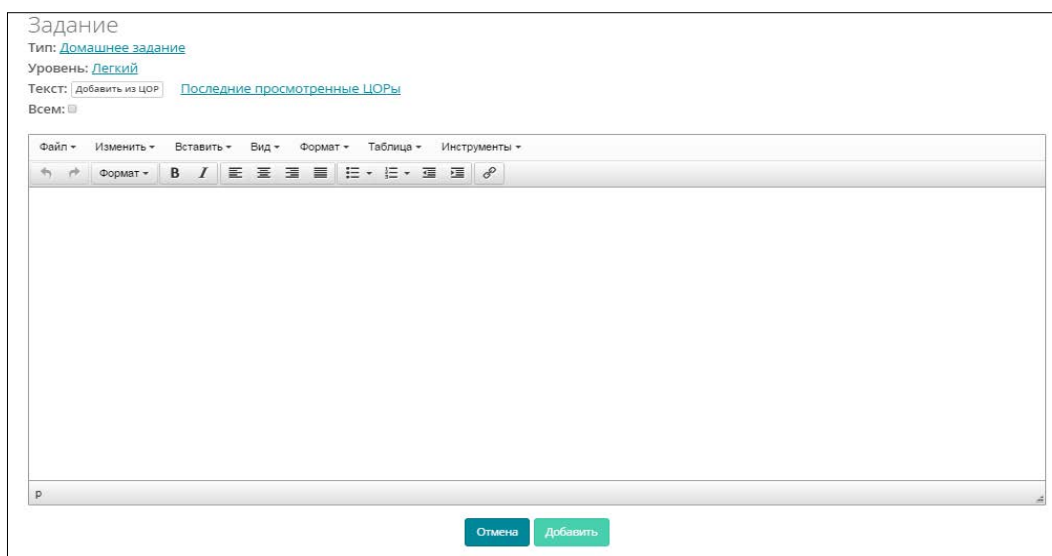 Задание
Тип: Домашнее задание
Уровень: Легкий
Текст: Добавить из ЦОР Последние просмотренные ЦОРы
Всем:
Файл Изменить Вставить Вид Формат Таблица Инструменты
Формат B I
p
Отмена Добавить